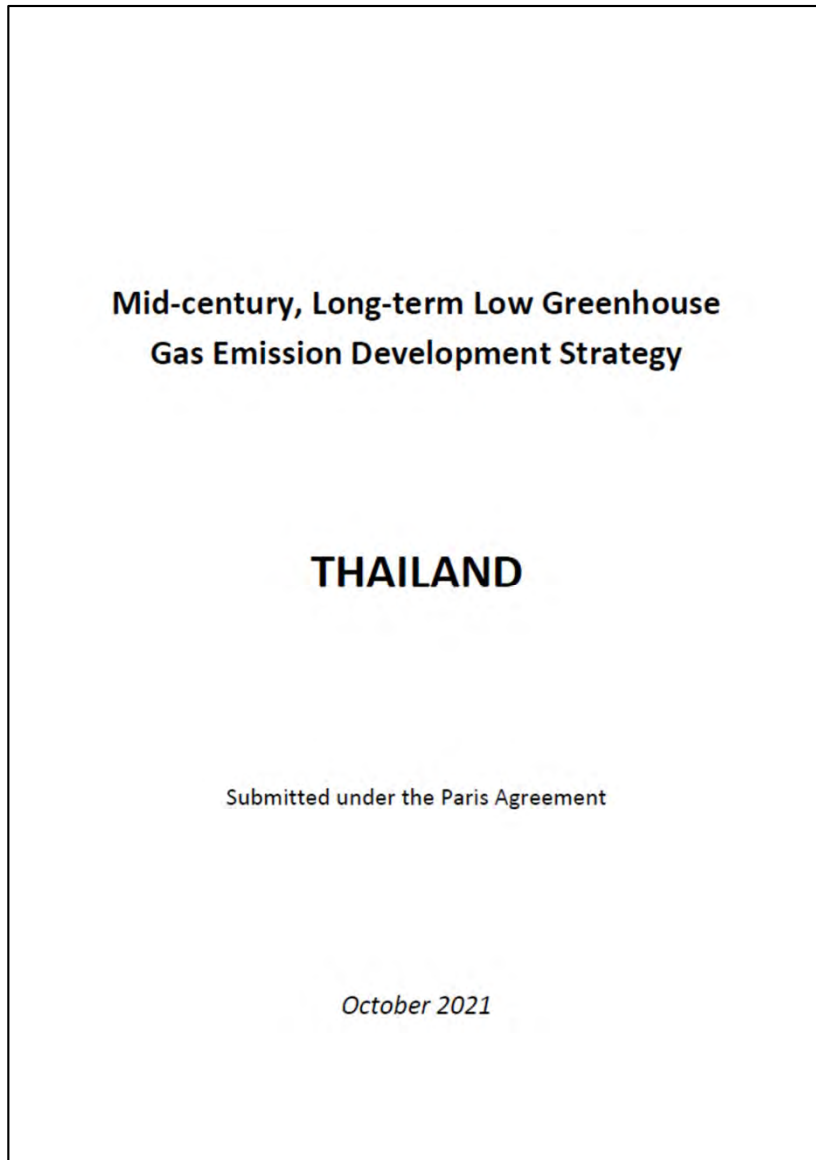 Mid-century, Long-term Low Greenhouse
Gas Emission Development Strategy
THAILAND
Submitted under the Paris Agreement
October 2021